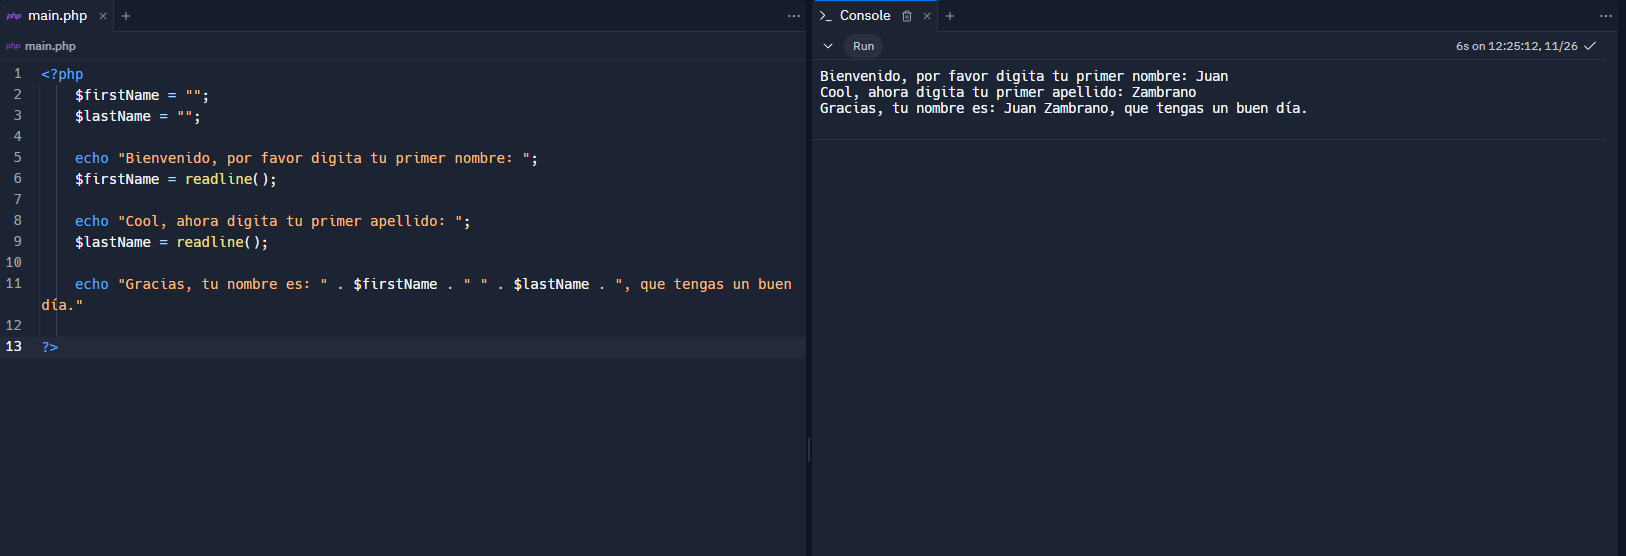 php main.php × +
php main.php
1 <?php
2     $firstName = "";
3     $lastName = "";
4
5     echo "Bienvenido, por favor digita tu primer nombre: ";
6     $firstName = readline();
7
8     echo "Cool, ahora digita tu primer apellido: ";
9     $lastName = readline();
10
11     echo "Gracias, tu nombre es: " . $firstName . " " . $lastName . ", que tengas un buen
día."
12
13 ?>
Console × +
Run
6s on 12:25:12, 11/26
Bienvenido, por favor digita tu primer nombre: Juan
Cool, ahora digita tu primer apellido: Zambrano
Gracias, tu nombre es: Juan Zambrano, que tengas un buen día.